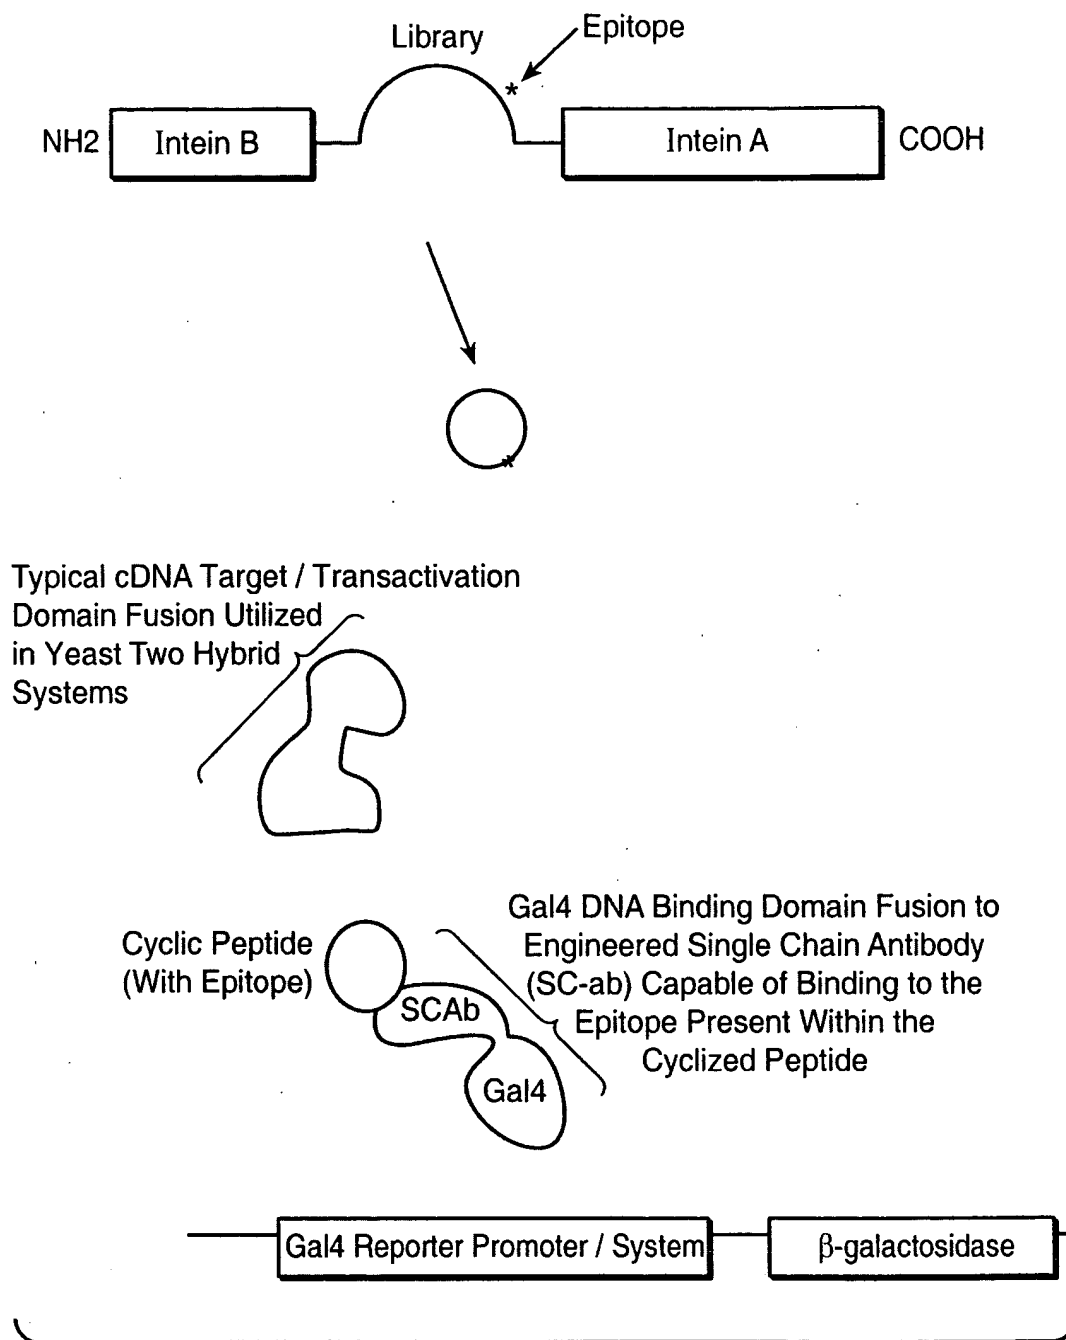 Library
Epitope
*
NH2
Intein B
Intein A
COOH
*
Typical cDNA Target / Transactivation
Domain Fusion Utilized
in Yeast Two Hybrid
Systems
Cyclic Peptide
(With Epitope)
SCAb
Gal4
Gal4 DNA Binding Domain Fusion to
Engineered Single Chain Antibody
(SC-ab) Capable of Binding to the
Epitope Present Within the
Cyclized Peptide
Gal4 Reporter Promoter / System
β-galactosidase